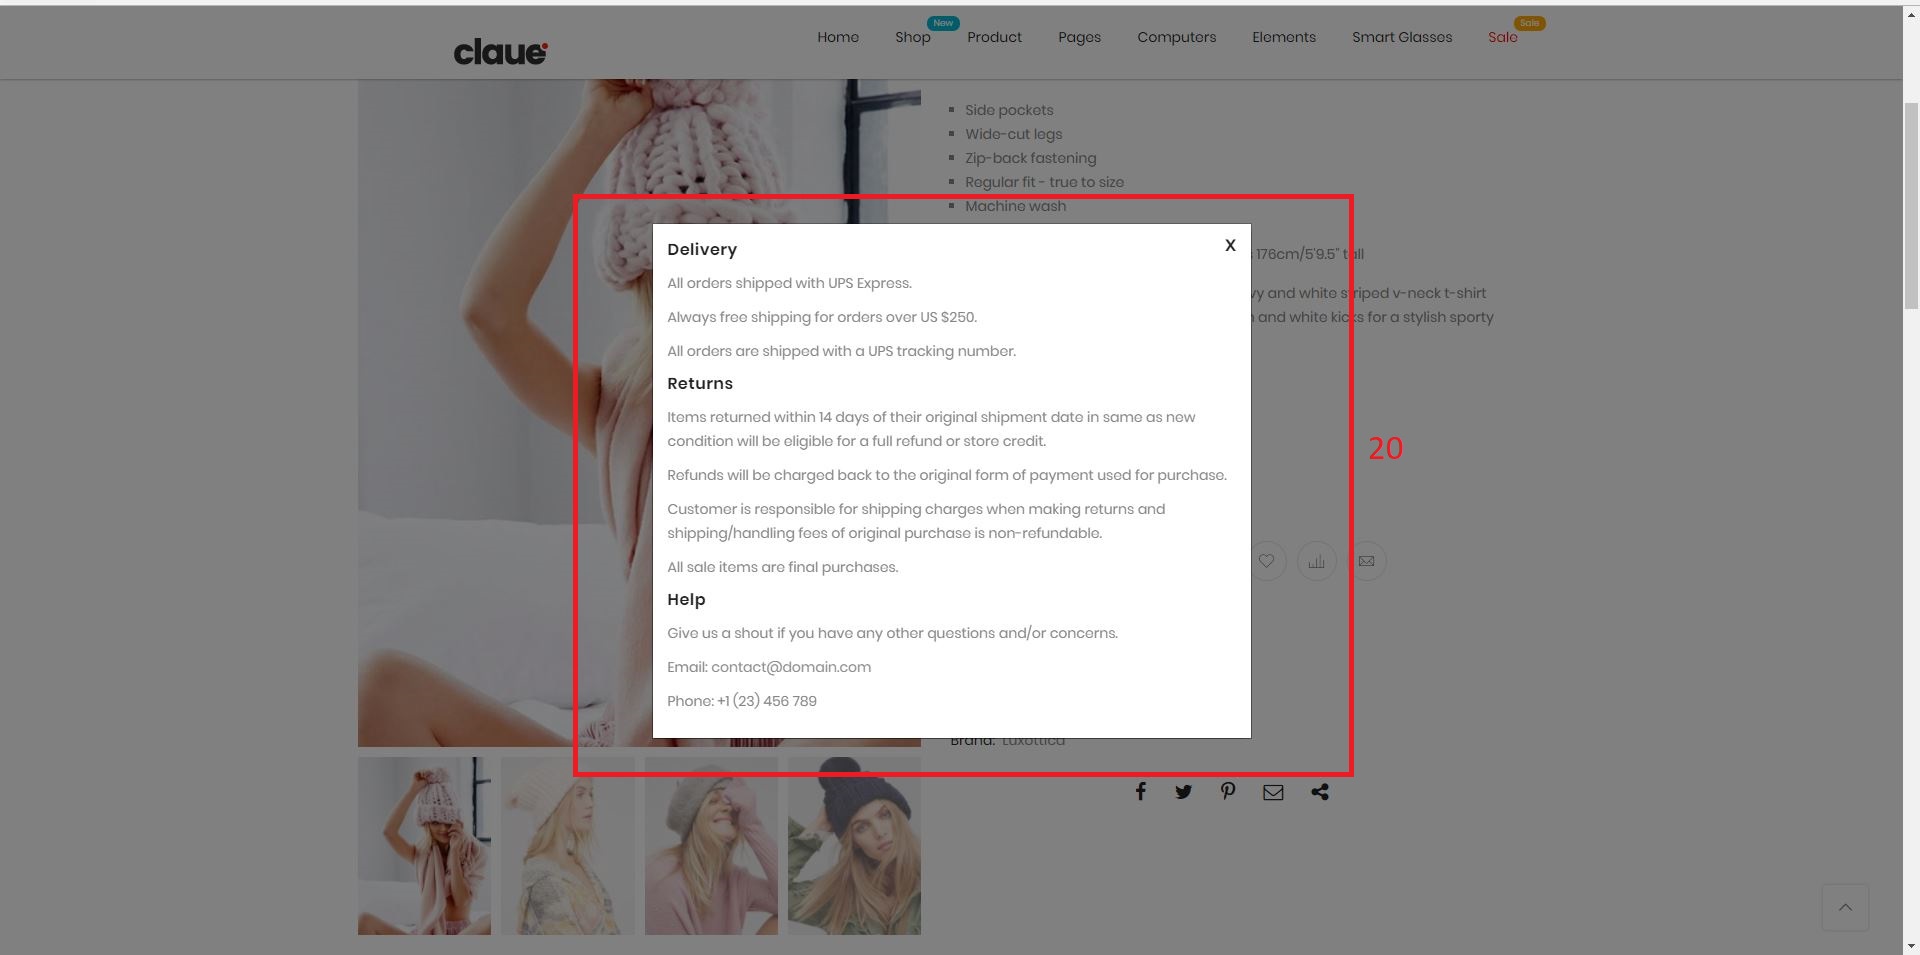 claue
Home
Shop
New
Product
Pages
Computers
Elements
Smart Glasses
Sale
Sale
Side pockets
Wide-cut legs
Zip-back fastening
Regular fit - true to size
Machine wash
176cm/5'9.5" tall
and white striped v-neck t-shirt
and white kicks for a stylish sporty
X
Delivery
All orders shipped with UPS Express.
Always free shipping for orders over US $250.
All orders are shipped with a UPS tracking number.
Returns
Items returned within 14 days of their original shipment date in same as new
condition will be eligible for a full refund or store credit.
Refunds will be charged back to the original form of payment used for purchase.
Customer is responsible for shipping charges when making returns and
shipping/handling fees of original purchase is non-refundable.
All sale items are final purchases.
Help
Give us a shout if you have any other questions and/or concerns.
Email: contact@domain.com
Phone: +1 (23) 456 789
20
Brand: Luxottica